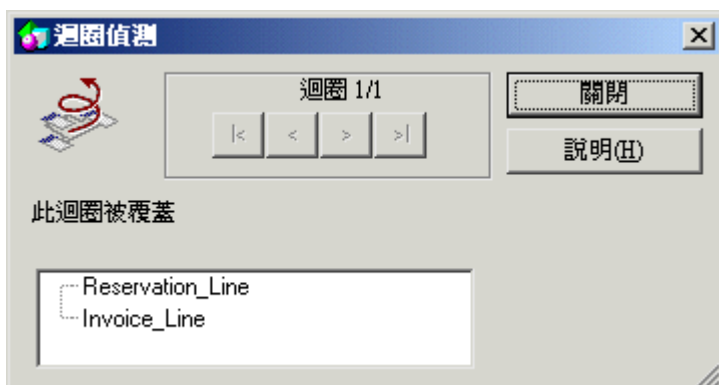 迴圈偵測
迴圈 1/1
|<
<
>
>|
關閉
說明(H)
此迴圈被覆蓋
Reservation_Line
Invoice_Line